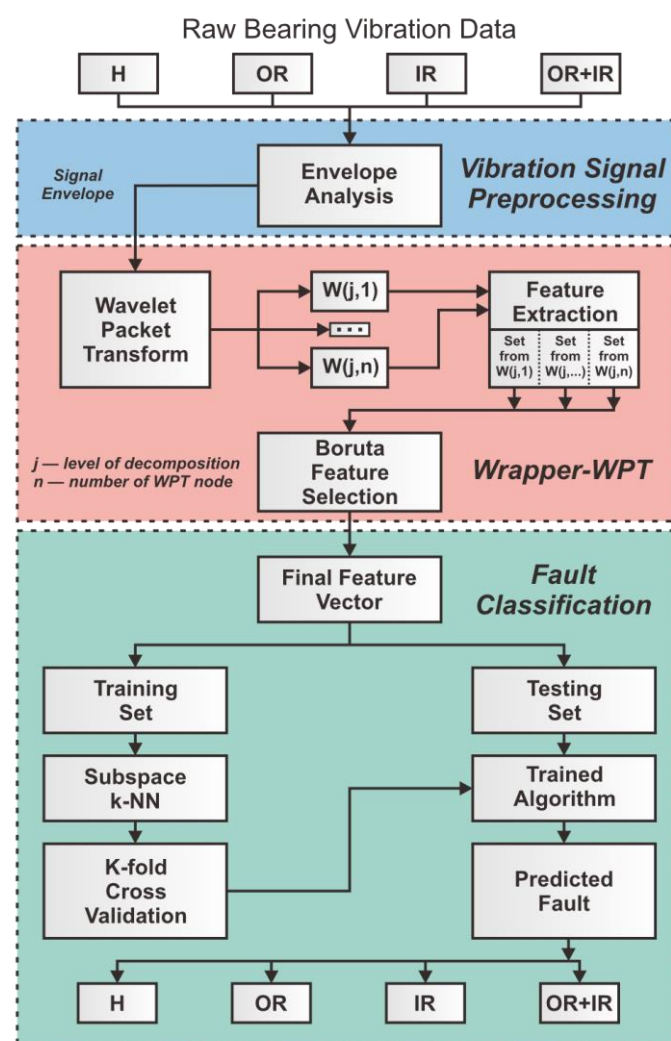 Raw Bearing Vibration Data
H
OR
IR
OR+IR
Signal
Envelope
Envelope
Analysis
Vibration Signal
Preprocessing
Wavelet
Packet
Transform
W(j,1)
...
W(j,n)
Feature
Extraction
Set
from
W(j,1)
Set
from
W(j,...)
Set
from
W(j,n)
j — level of decomposition
n — number of WPT node
Boruta
Feature
Selection
Wrapper-WPT
Final Feature
Vector
Fault
Classification
Training
Set
Testing
Set
Subspace
k-NN
Trained
Algorithm
K-fold
Cross
Validation
Predicted
Fault
H
OR
IR
OR+IR